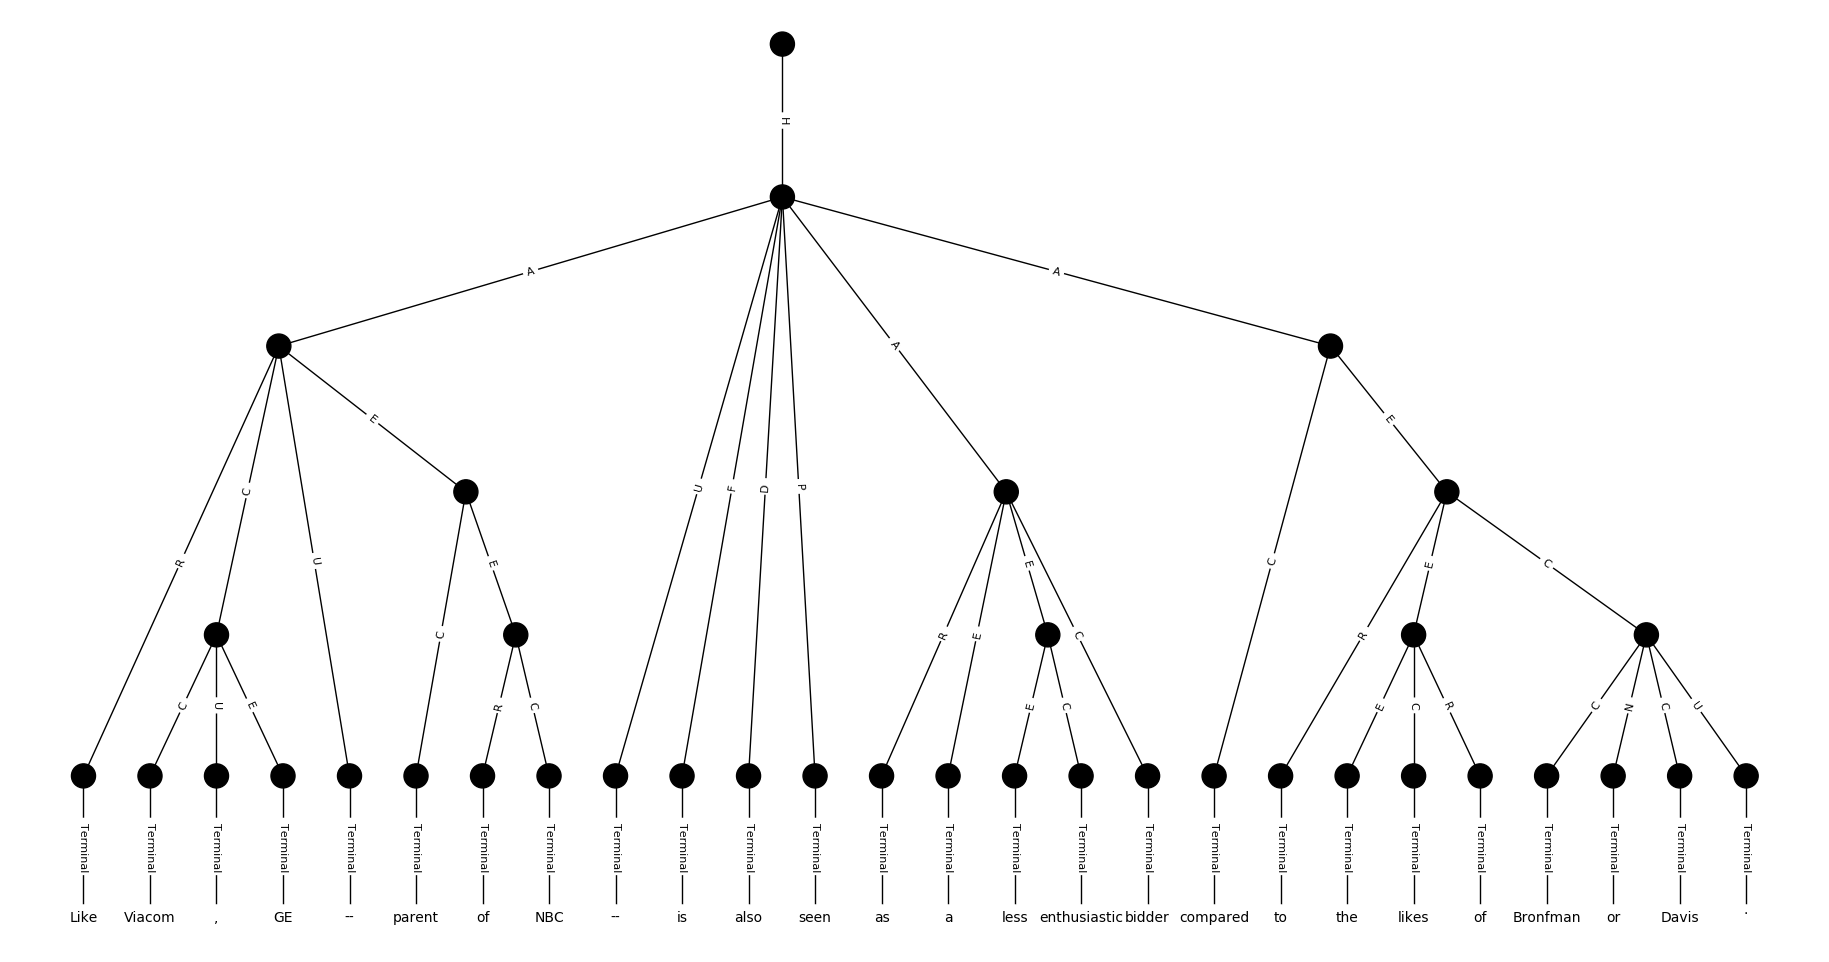 H
A
A
A
E
E
C
U
F
D
P
R
U
E
E
E
C
C
C
R
E
C
R
C
U
E
R
C
E
C
E
C
R
C
N
C
U
Terminal Terminal Terminal Terminal Terminal Terminal Terminal Terminal Terminal Terminal Terminal Terminal Terminal Terminal Terminal Terminal Terminal Terminal Terminal Terminal Terminal Terminal Terminal Terminal Terminal Terminal
Like Viacom , GE -- parent of NBC -- is also seen as a less enthusiastic bidder compared to the likes of Bronfman or Davis .